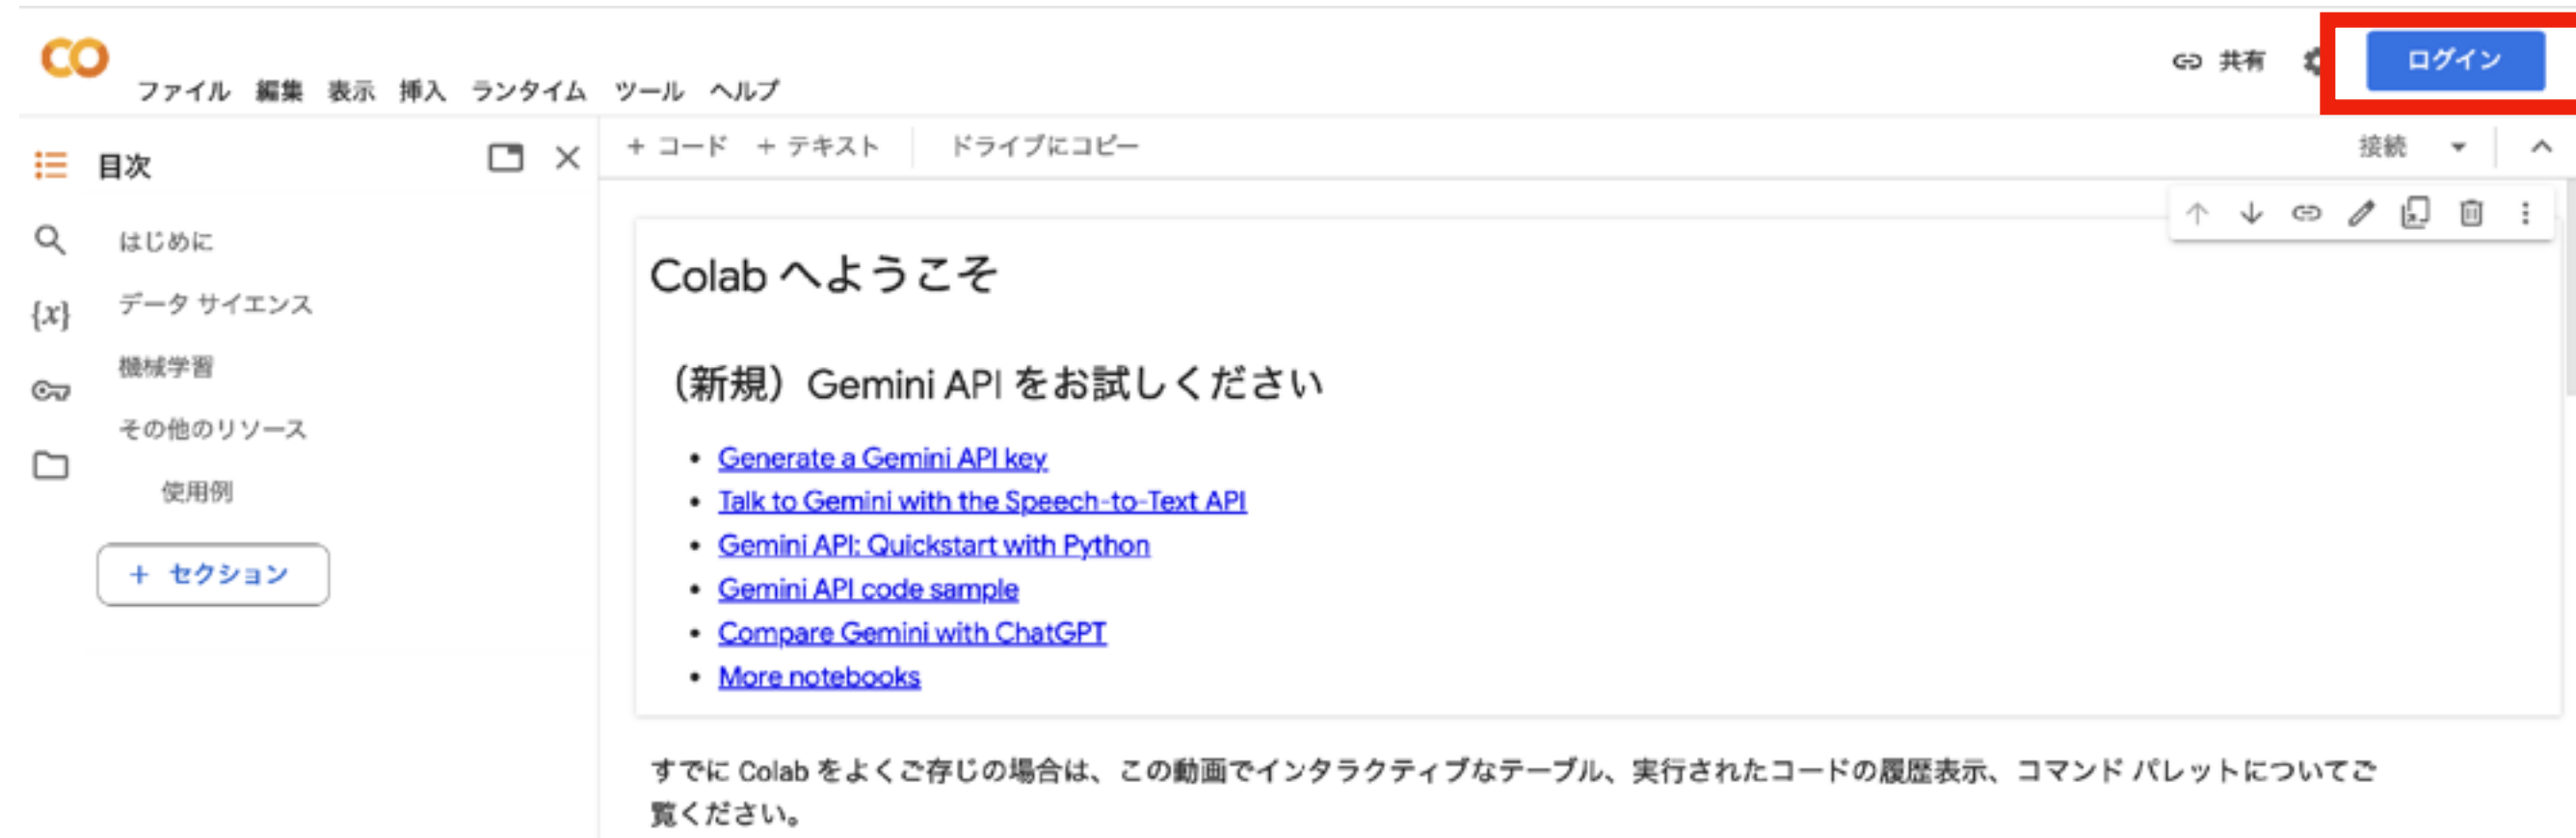 CO
共有
ログイン
ファイル 編集 表示 挿入 ランタイム ツール ヘルプ
目次
+ コード + テキスト ドライブにコピー
接続
はじめに
{x} データ サイエンス
機械学習
その他のリソース
使用例
+ セクション
Colab へようこそ
（新規）Gemini API をお試しください
• Generate a Gemini API key
• Talk to Gemini with the Speech-to-Text API
• Gemini API: Quickstart with Python
• Gemini API code sample
• Compare Gemini with ChatGPT
• More notebooks
すでに Colab をよくご存じの場合は、この動画でインタラクティブなテーブル、実行されたコードの履歴表示、コマンド パレットについてご
覧ください。